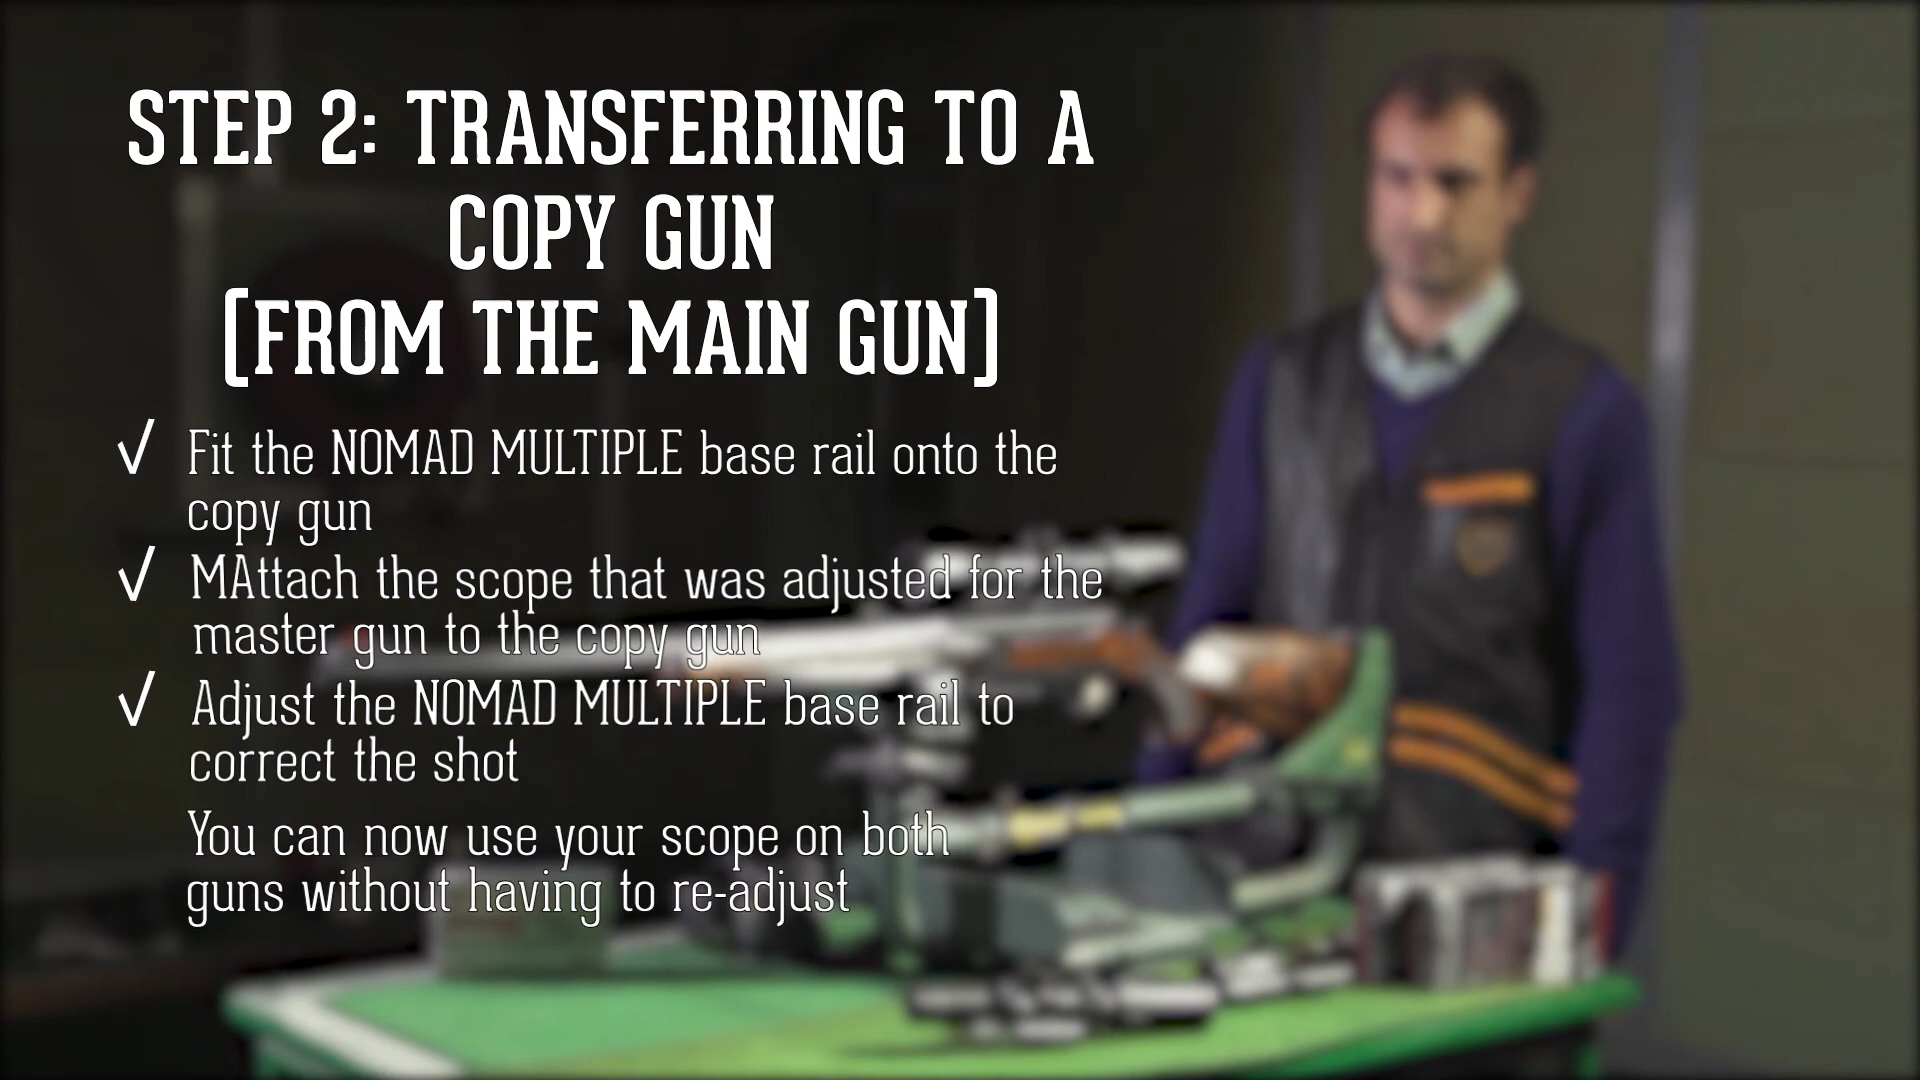 STEP 2: TRANSFERRING TO A
COPY GUN
[FROM THE MAIN GUN]
√ Fit the NOMAD MULTIPLE base rail onto the
copy gun
√ MAttach the scope that was adjusted for the
master gun to the copy gun
√ Adjust the NOMAD MULTIPLE base rail to
correct the shot
You can now use your scope on both
guns without having to re-adjust